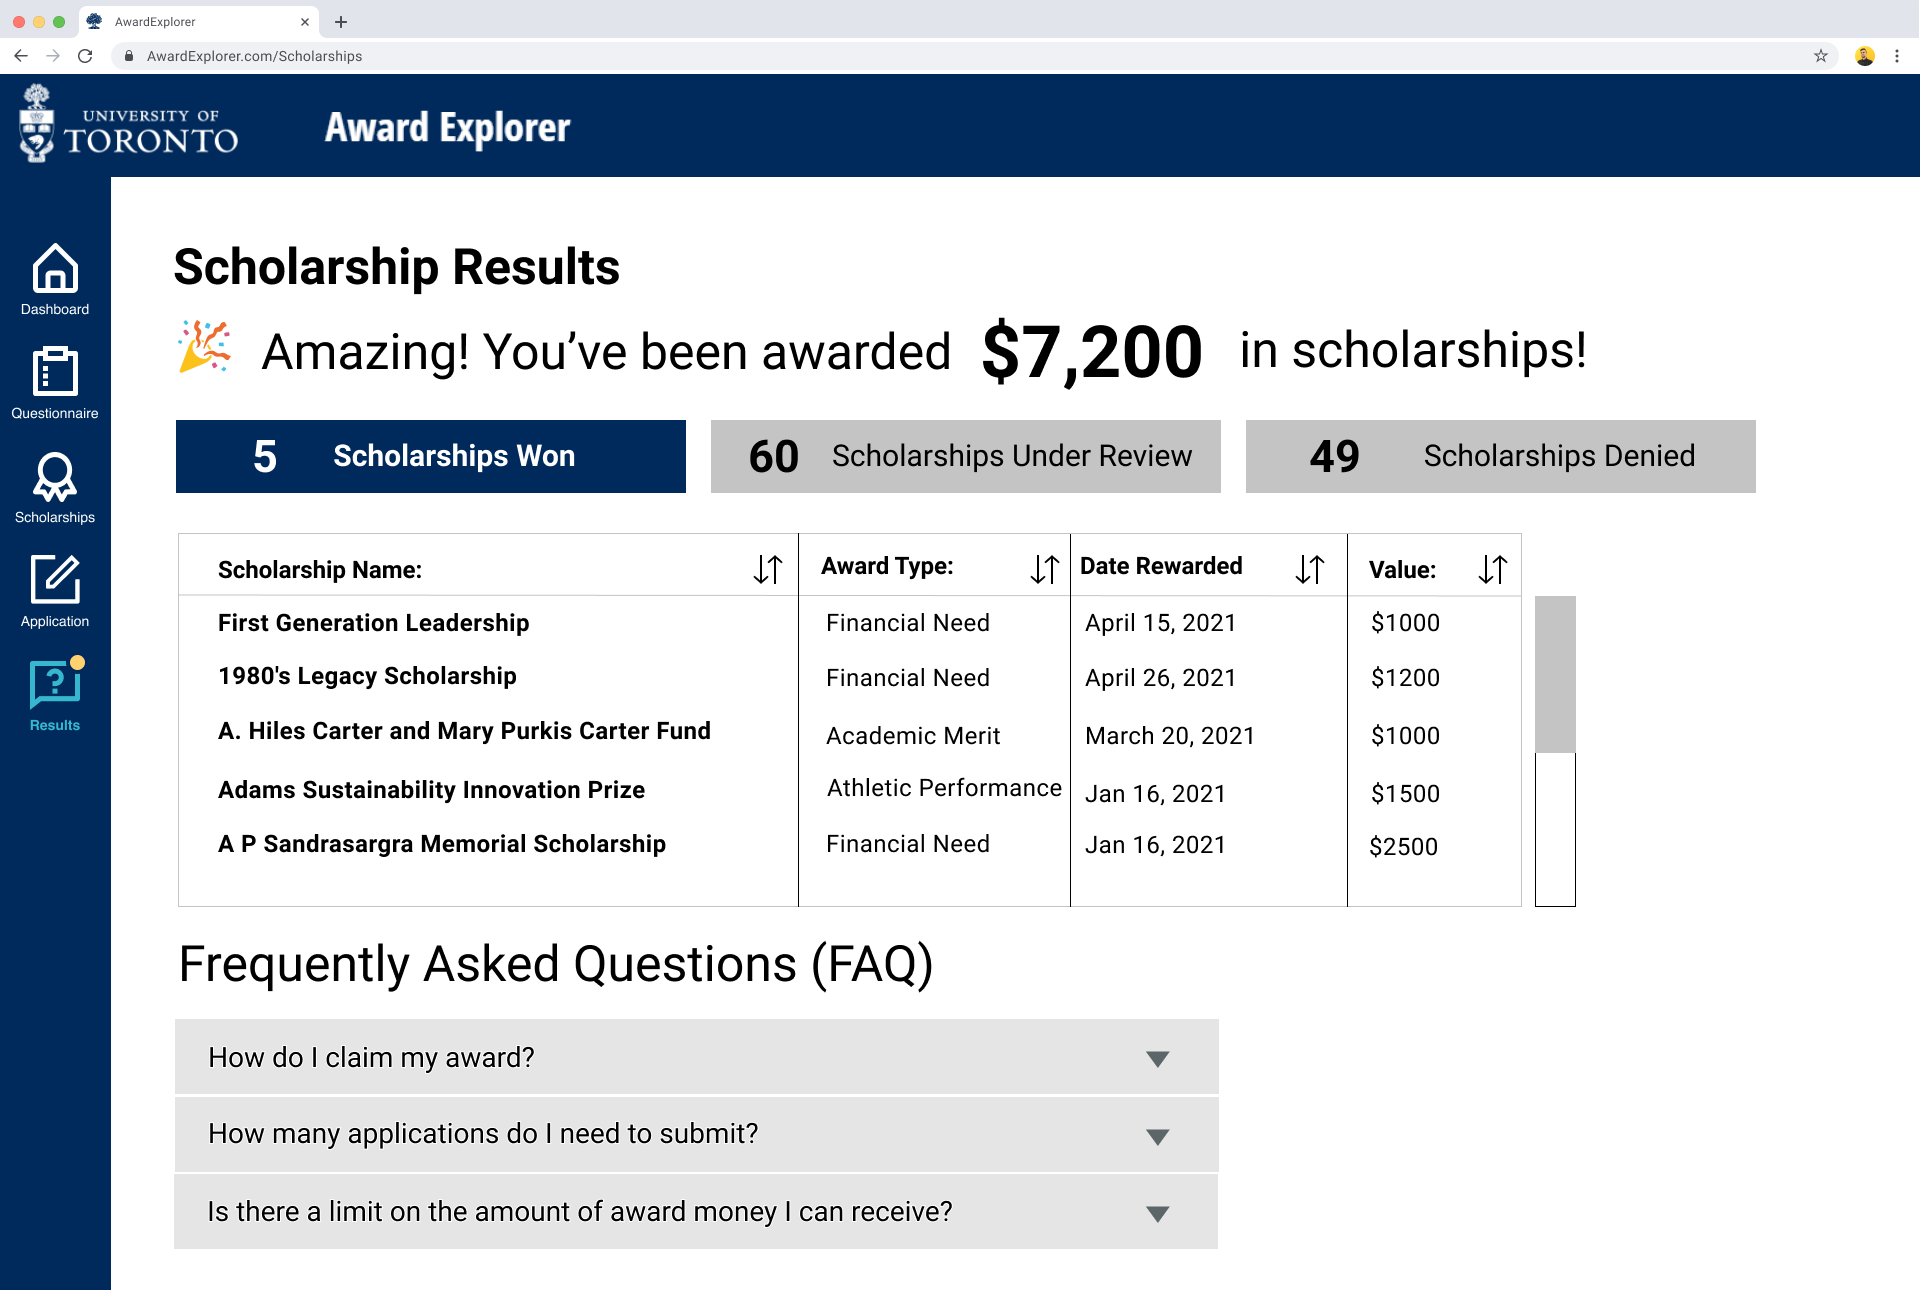 AwardExplorer
AwardExplorer.com/Scholarships
UNIVERSITY OF
TORONTO
Award Explorer
Dashboard
Questionnaire
Scholarships
Application
Results
Scholarship Results
Amazing! You’ve been awarded $7,200 in scholarships!
5 Scholarships Won
60 Scholarships Under Review
49 Scholarships Denied
Scholarship Name: Award Type: Date Rewarded Value:
First Generation Leadership Financial Need April 15, 2021 $1000
1980's Legacy Scholarship Financial Need April 26, 2021 $1200
A. Hiles Carter and Mary Purkis Carter Fund Academic Merit March 20, 2021 $1000
Adams Sustainability Innovation Prize Athletic Performance Jan 16, 2021 $1500
A P Sandrasargra Memorial Scholarship Financial Need Jan 16, 2021 $2500
Frequently Asked Questions (FAQ)
How do I claim my award?
How many applications do I need to submit?
Is there a limit on the amount of award money I can receive?